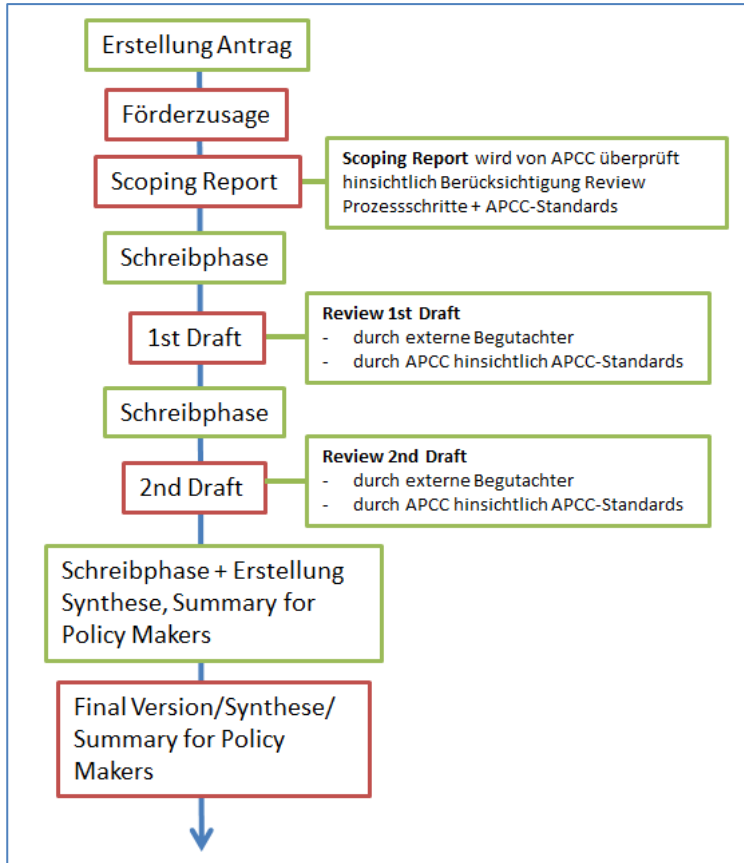 Erstellung Antrag
Förderzusage
Scoping Report
Scoping Report wird von APCC überprüft
hinsichtlich Berücksichtigung Review
Prozessschritte + APCC-Standards
Schreibphase
1st Draft
Review 1st Draft
- durch externe Begutachter
- durch APCC hinsichtlich APCC-Standards
Schreibphase
2nd Draft
Review 2nd Draft
- durch externe Begutachter
- durch APCC hinsichtlich APCC-Standards
Schreibphase + Erstellung
Synthese, Summary for
Policy Makers
Final Version/Synthese/
Summary for Policy
Makers